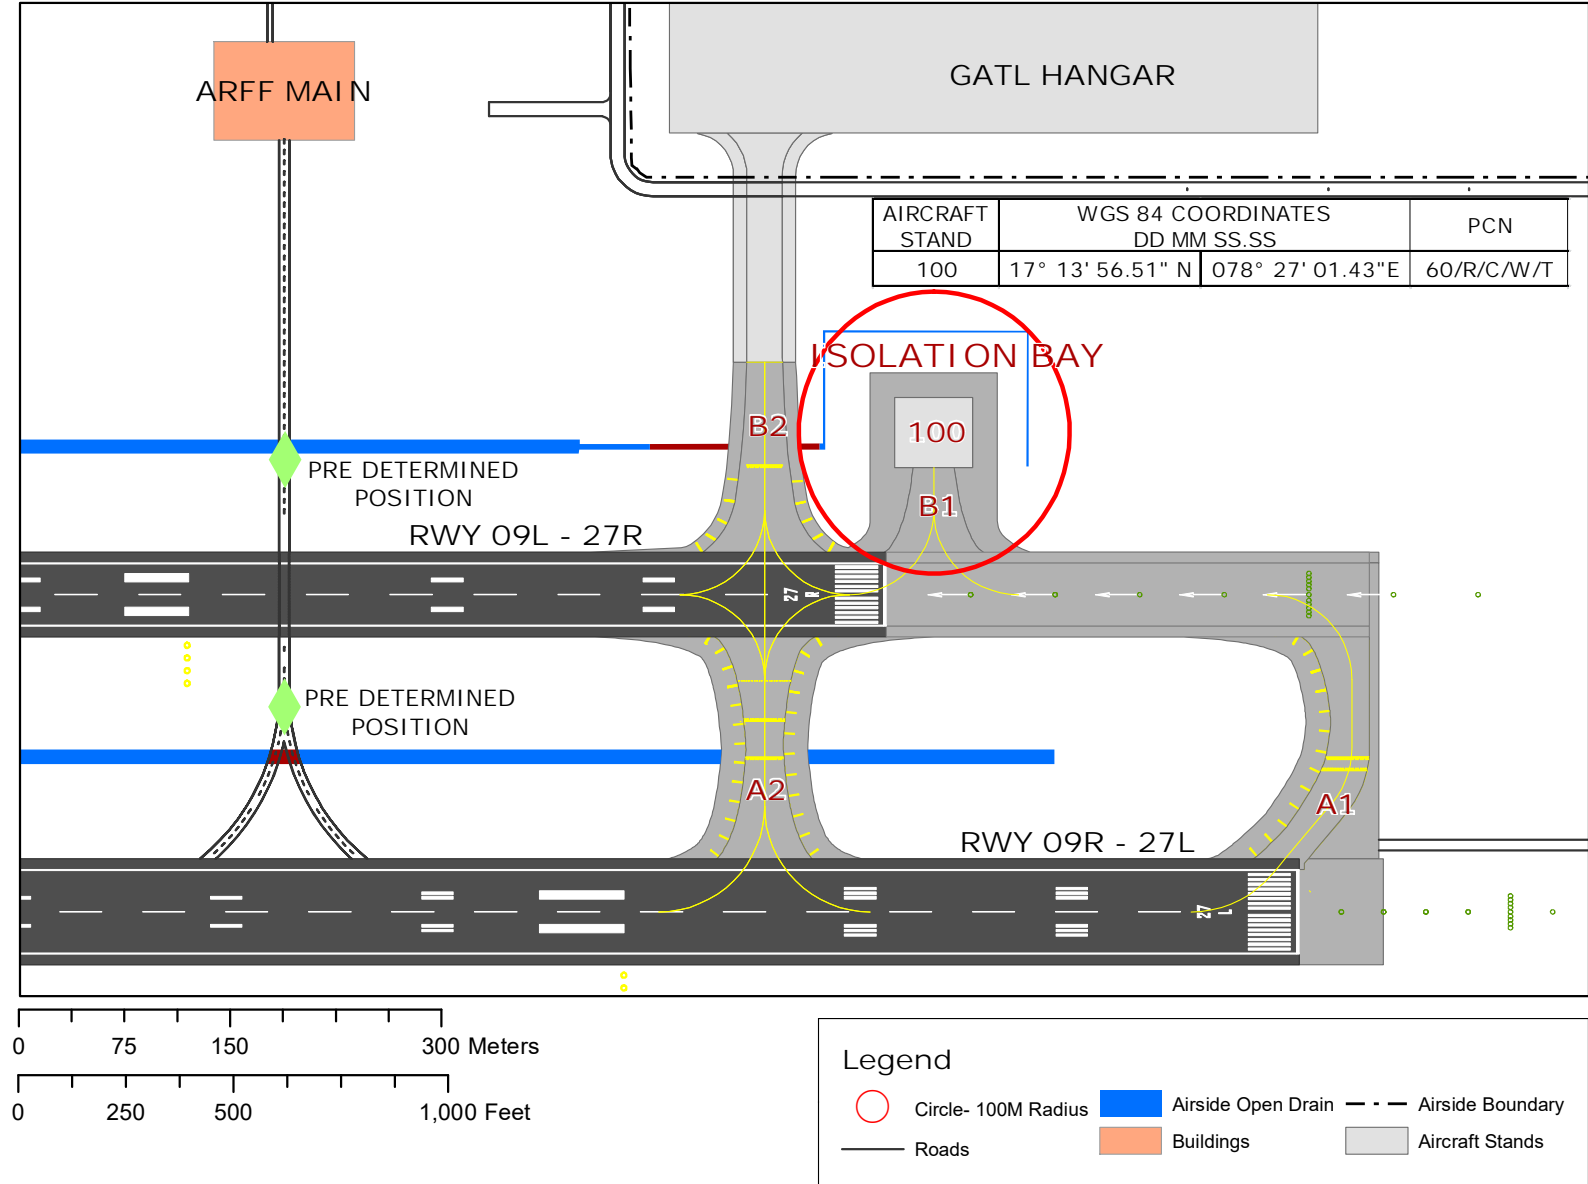 ARFF MAIN
GATL HANGAR
AIRCRAFT STAND
WGS 84 COORDINATES
DD MM SS.SS
PCN
100
17° 13' 56.51" N
078° 27' 01.43"E
60/R/C/W/T
ISOLATION BAY
B2
100
PRE DETERMINED
POSITION
B1
RWY 09L - 27R
27
R
PRE DETERMINED
POSITION
A2
A1
RWY 09R - 27L
27
L
0 75 150 300 Meters
0 250 500 1,000 Feet
Legend
Circle- 100M Radius
Airside Open Drain
Airside Boundary
Roads
Buildings
Aircraft Stands